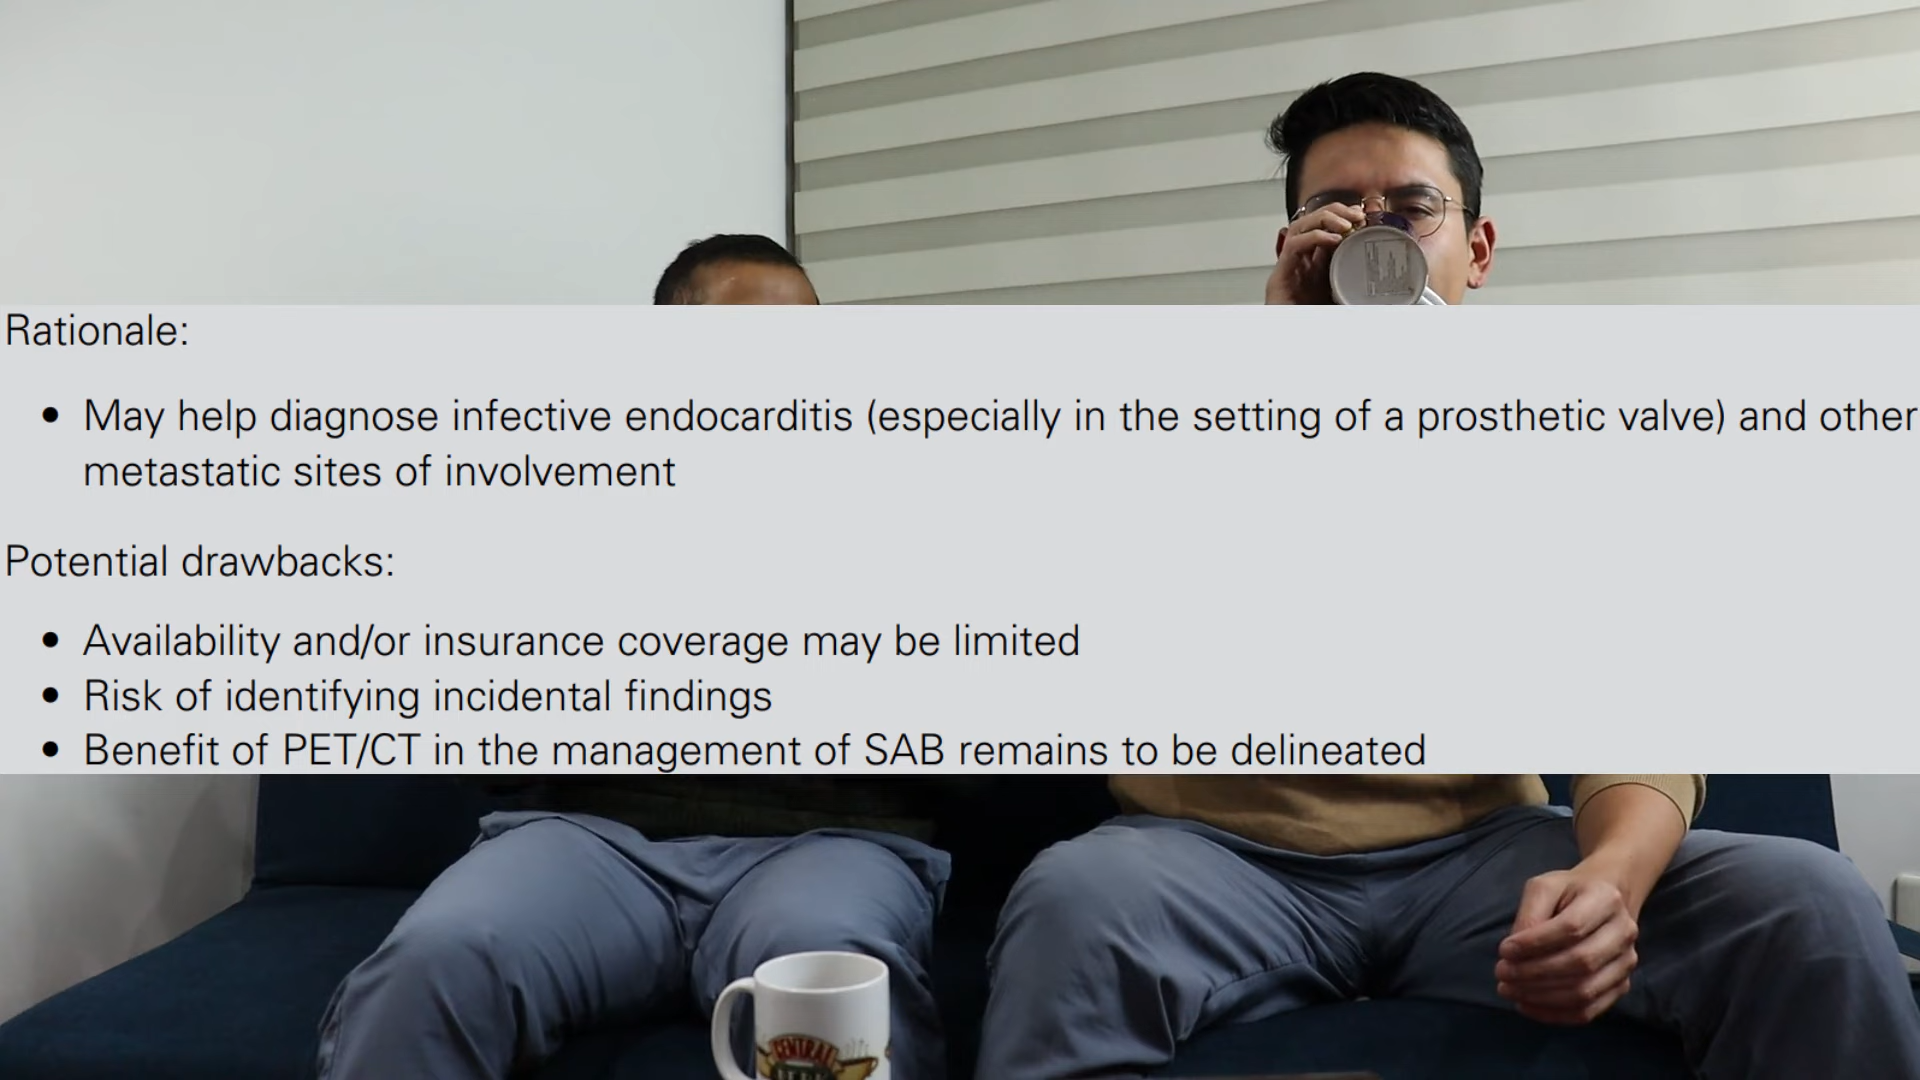 Rationale:
• May help diagnose infective endocarditis (especially in the setting of a prosthetic valve) and other
metastatic sites of involvement
Potential drawbacks:
• Availability and/or insurance coverage may be limited
• Risk of identifying incidental findings
• Benefit of PET/CT in the management of SAB remains to be delineated
CENTRAL